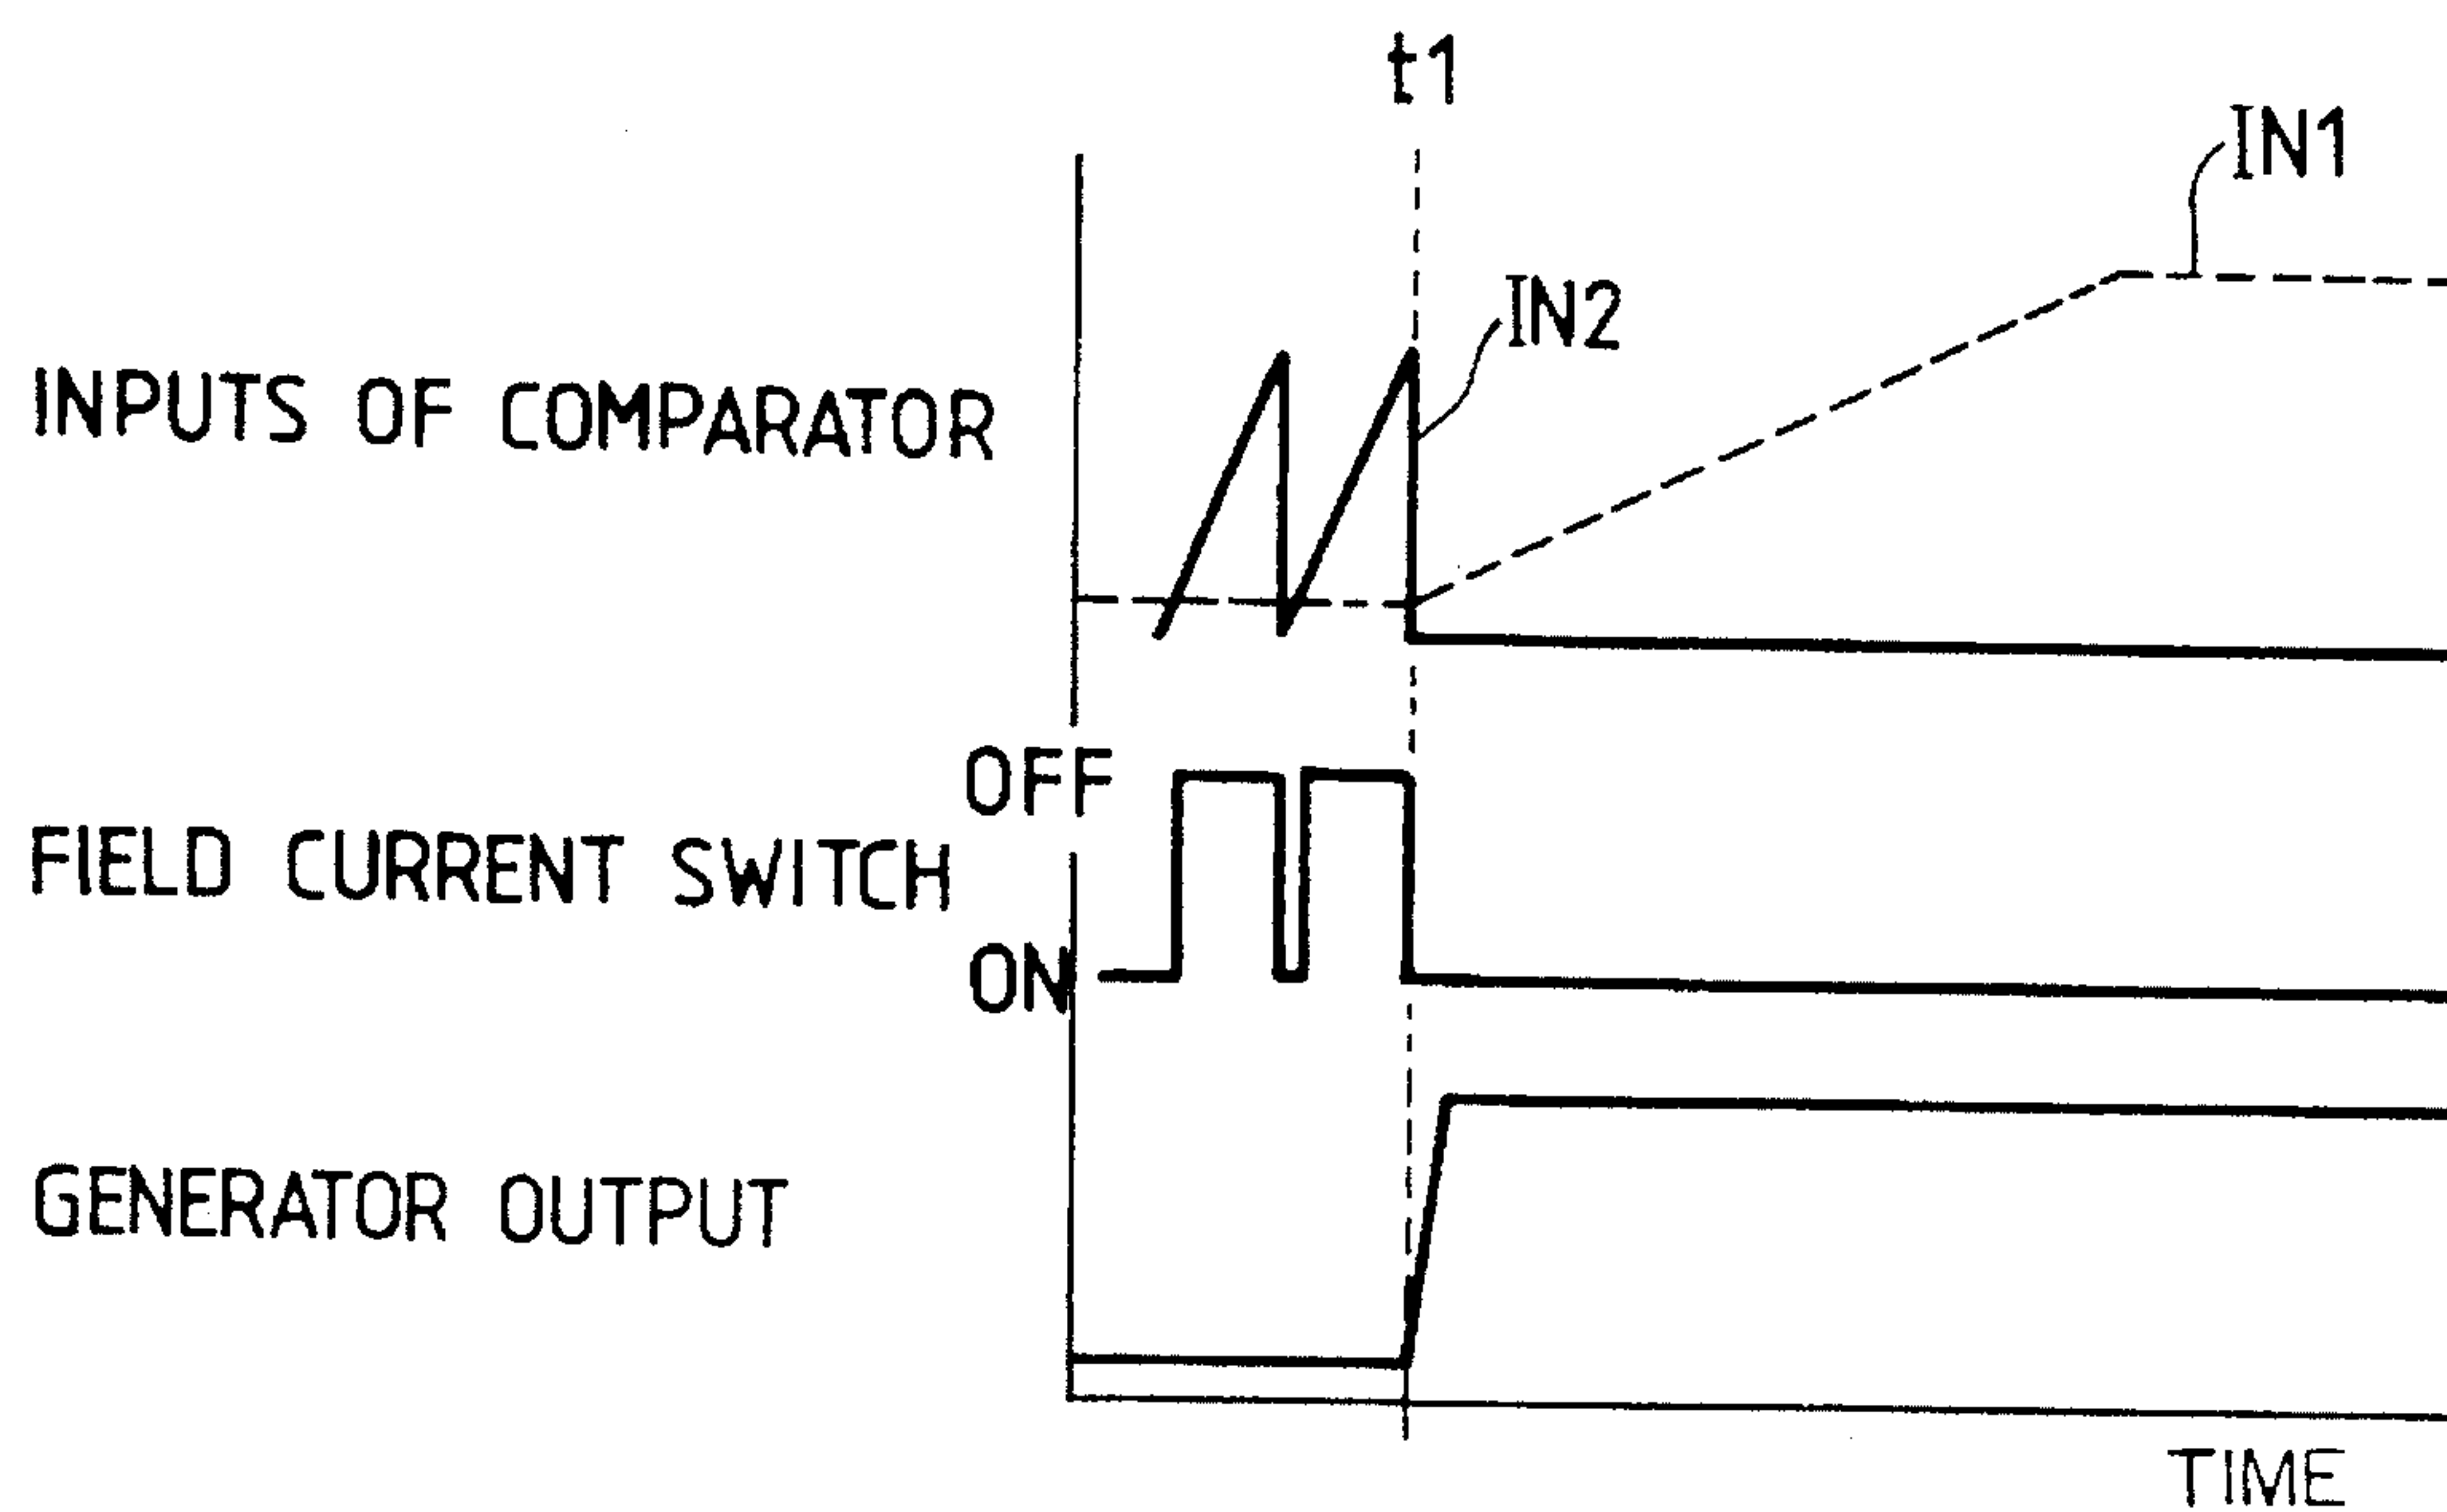 t1
IN1
IN2
INPUTS OF COMPARATOR
OFF
FIELD CURRENT SWITCH
ON
GENERATOR OUTPUT
TIME